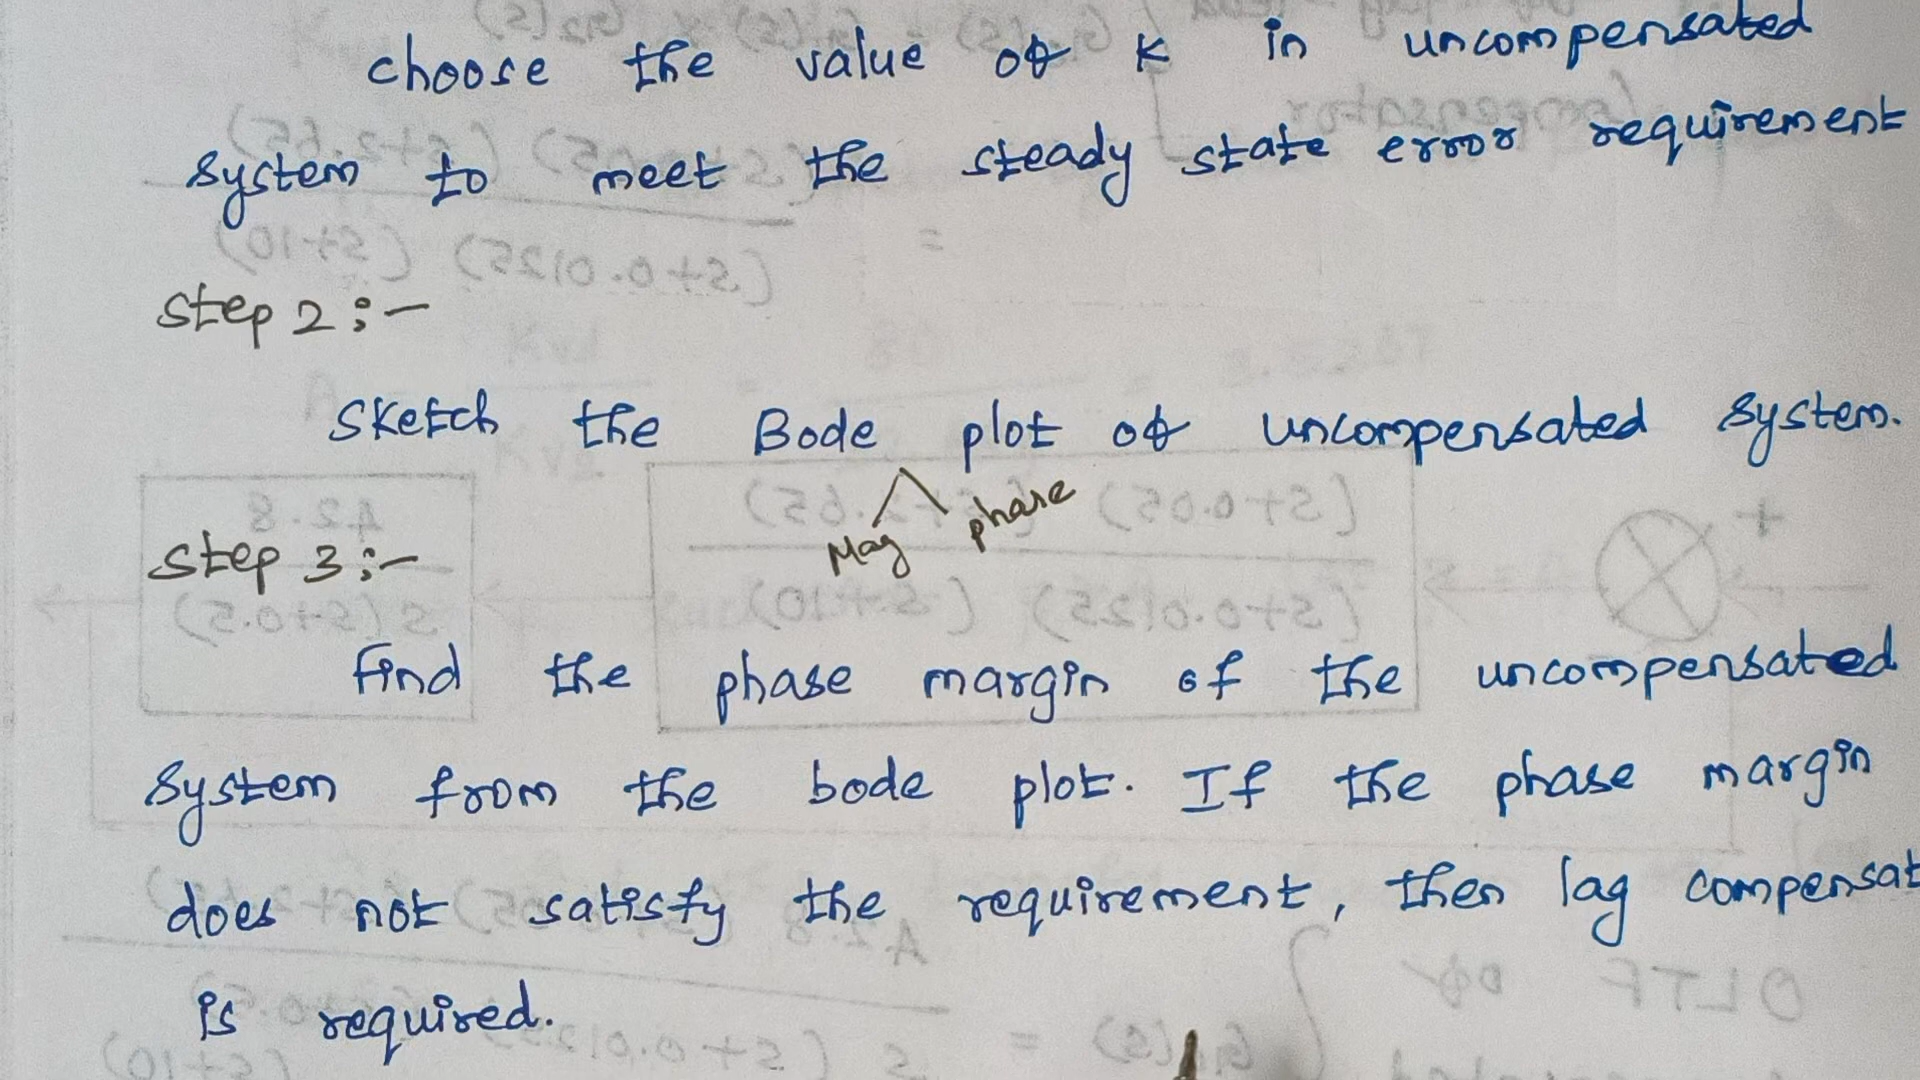 choose the value of K in uncompensated
system to meet the steady state error requirement
step 2 :-
Sketch the Bode plot of uncompensated system.
Mag phase
step 3 :-
Find the phase margin of the uncompensated
system from the bode plot. If the phase margin
does not satisfy the requirement, then lag compensat
is required.